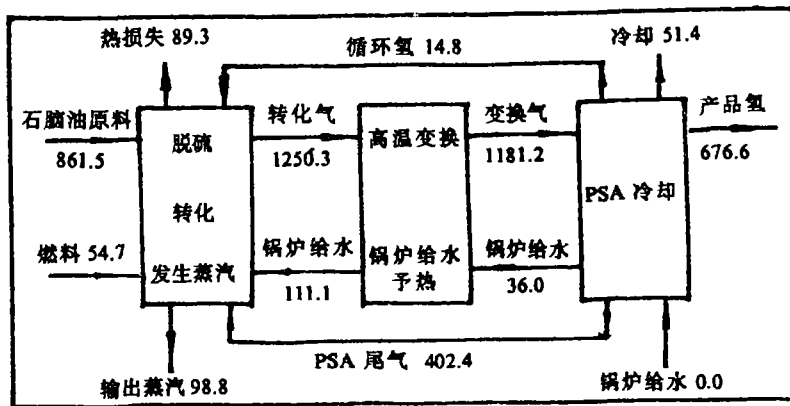 热损失 89.3
循环氢 14.8
冷却 51.4
石脑油原料
861.5
脱硫
转化
发生蒸汽
转化气
1250.3
高温变换
变换气
1181.2
产品氢
676.6
PSA 冷却
燃料 54.7
锅炉给水
111.1
锅炉给水
予热
锅炉给水
36.0
PSA 尾气 402.4
输出蒸汽 98.8
锅炉给水 0.0